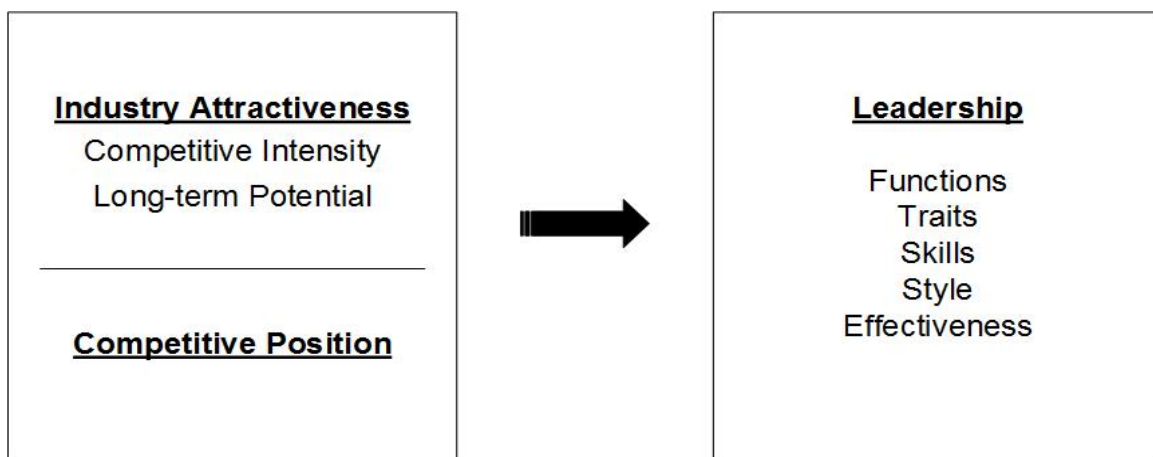 Industry Attractiveness
Competitive Intensity
Long-term Potential
Competitive Position
Leadership
Functions
Traits
Skills
Style
Effectiveness